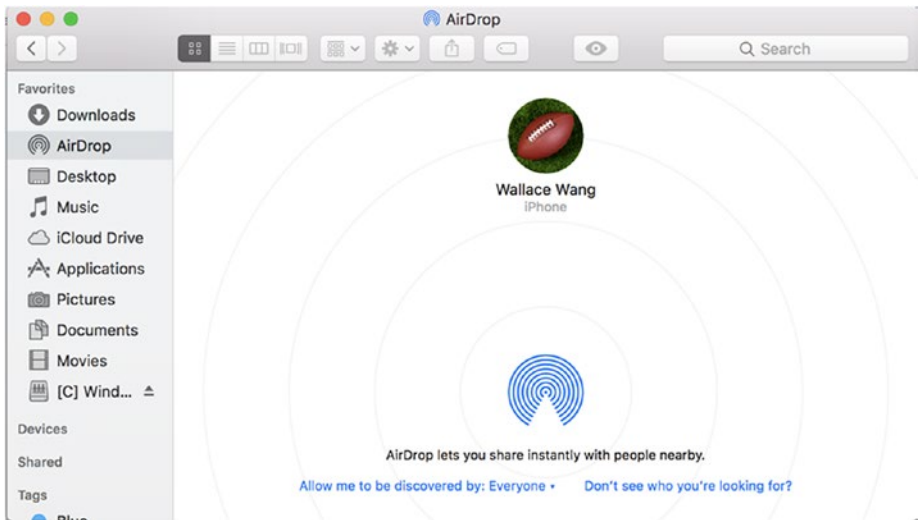 AirDrop
Search
Favorites
Downloads
AirDrop
Desktop
Music
iCloud Drive
Applications
Pictures
Documents
Movies
[C] Wind...
Devices
Shared
Tags
Blue
Wallace Wang
iPhone
AirDrop lets you share instantly with people nearby.
Allow me to be discovered by: Everyone Don't see who you're looking for?